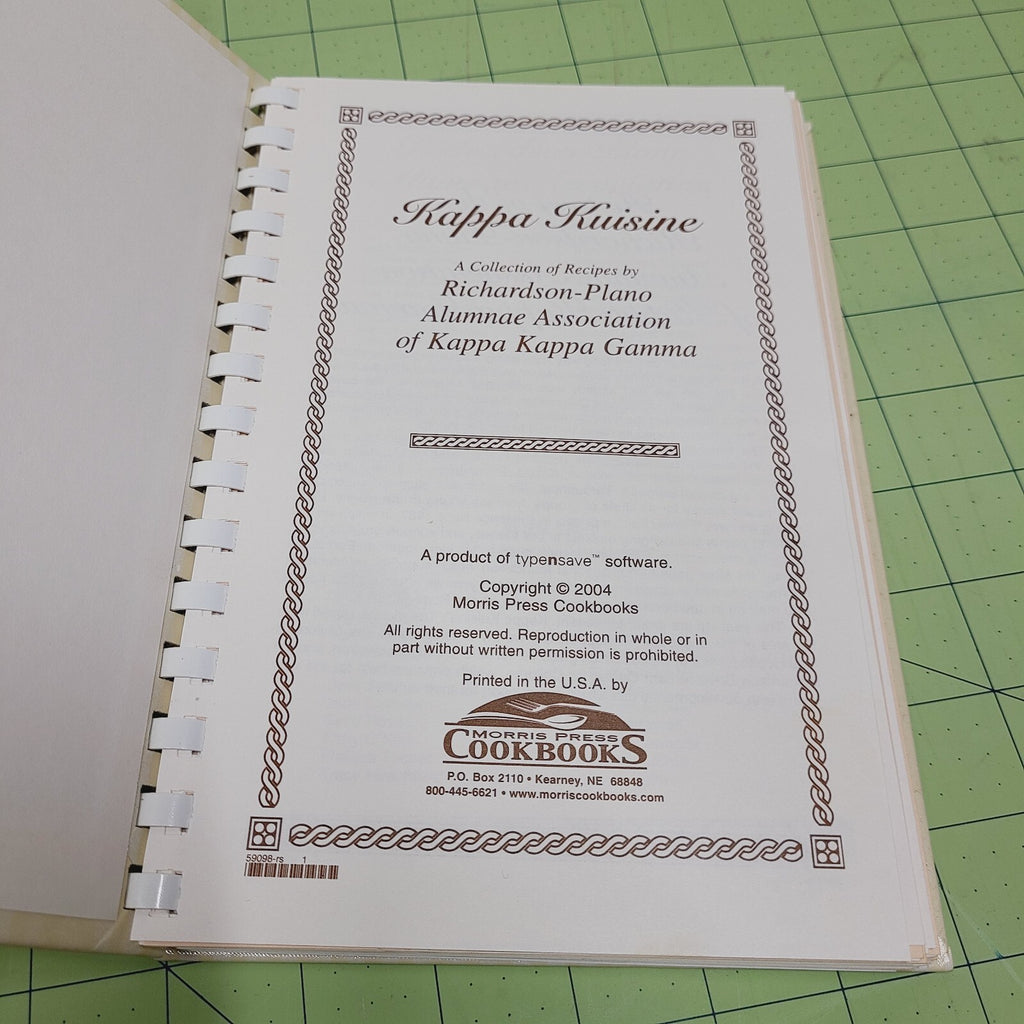 Kappa Kuisine
A Collection of Recipes by
Richardson-Plano
Alumnae Association
of Kappa Kappa Gamma
A product of typensave™ software.
Copyright © 2004
Morris Press Cookbooks
All rights reserved. Reproduction in whole or in
part without written permission is prohibited.
Printed in the U.S.A. by
MORRIS PRESS
COOKBOOKS
P.O. Box 2110 • Kearney, NE 68848
800-445-6621 • www.morriscookbooks.com
59098-rs 1